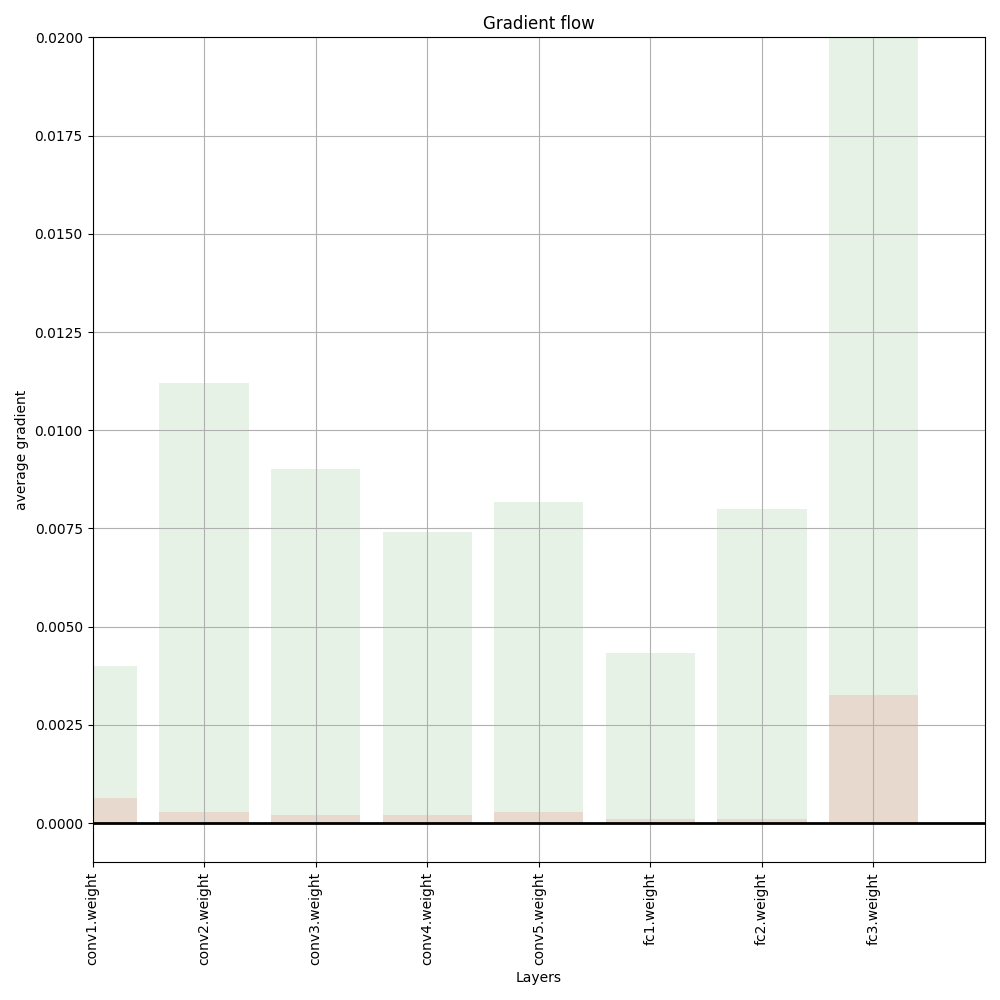 Gradient flow
0.0200
0.0175
0.0150
0.0125
0.0100
0.0075
0.0050
0.0025
0.0000
average gradient
conv1.weight
conv2.weight
conv3.weight
conv4.weight
conv5.weight
fc1.weight
fc2.weight
fc3.weight
Layers